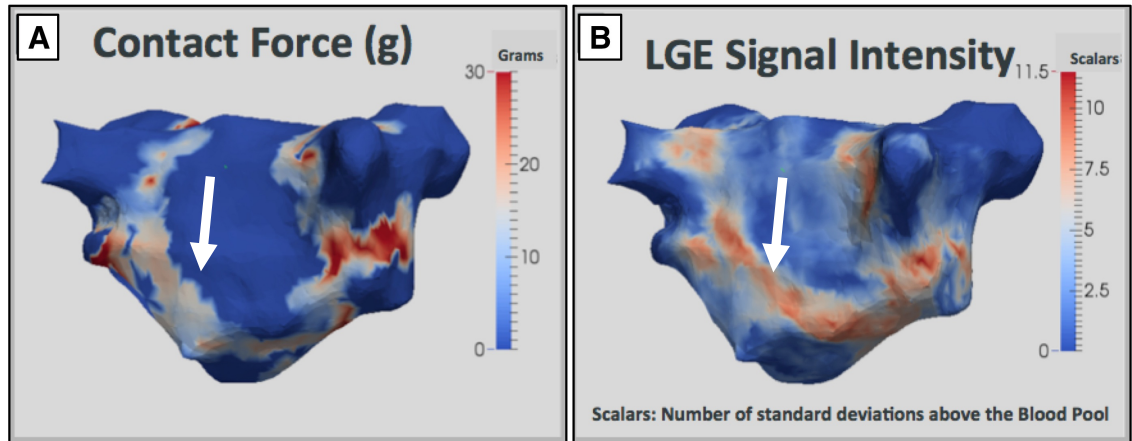 A
Contact Force (g)
Grams
30
20
10
0
B
LGE Signal Intensity
Scalars
11.5
10
7.5
5
2.5
0
Scalars: Number of standard deviations above the Blood Pool